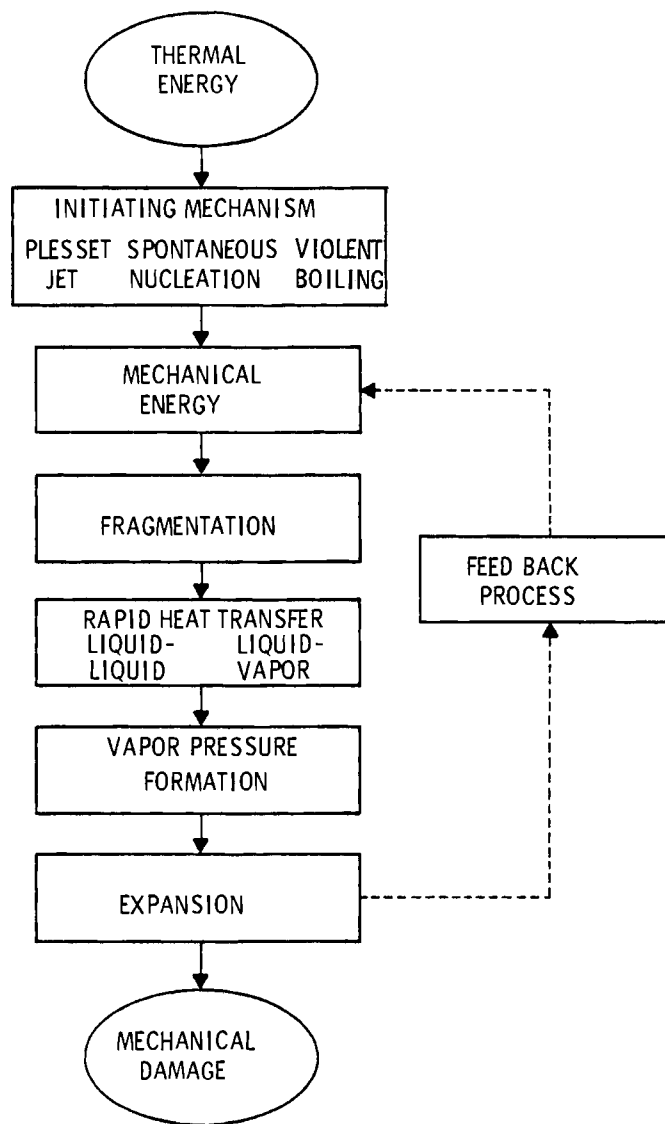 THERMAL
ENERGY
INITIATING MECHANISM
PLESSET SPONTANEOUS VIOLENT
JET NUCLEATION BOILING
MECHANICAL
ENERGY
FRAGMENTATION
FEED BACK
PROCESS
RAPID HEAT TRANSFER
LIQUID- LIQUID-
LIQUID VAPOR
VAPOR PRESSURE
FORMATION
EXPANSION
MECHANICAL
DAMAGE